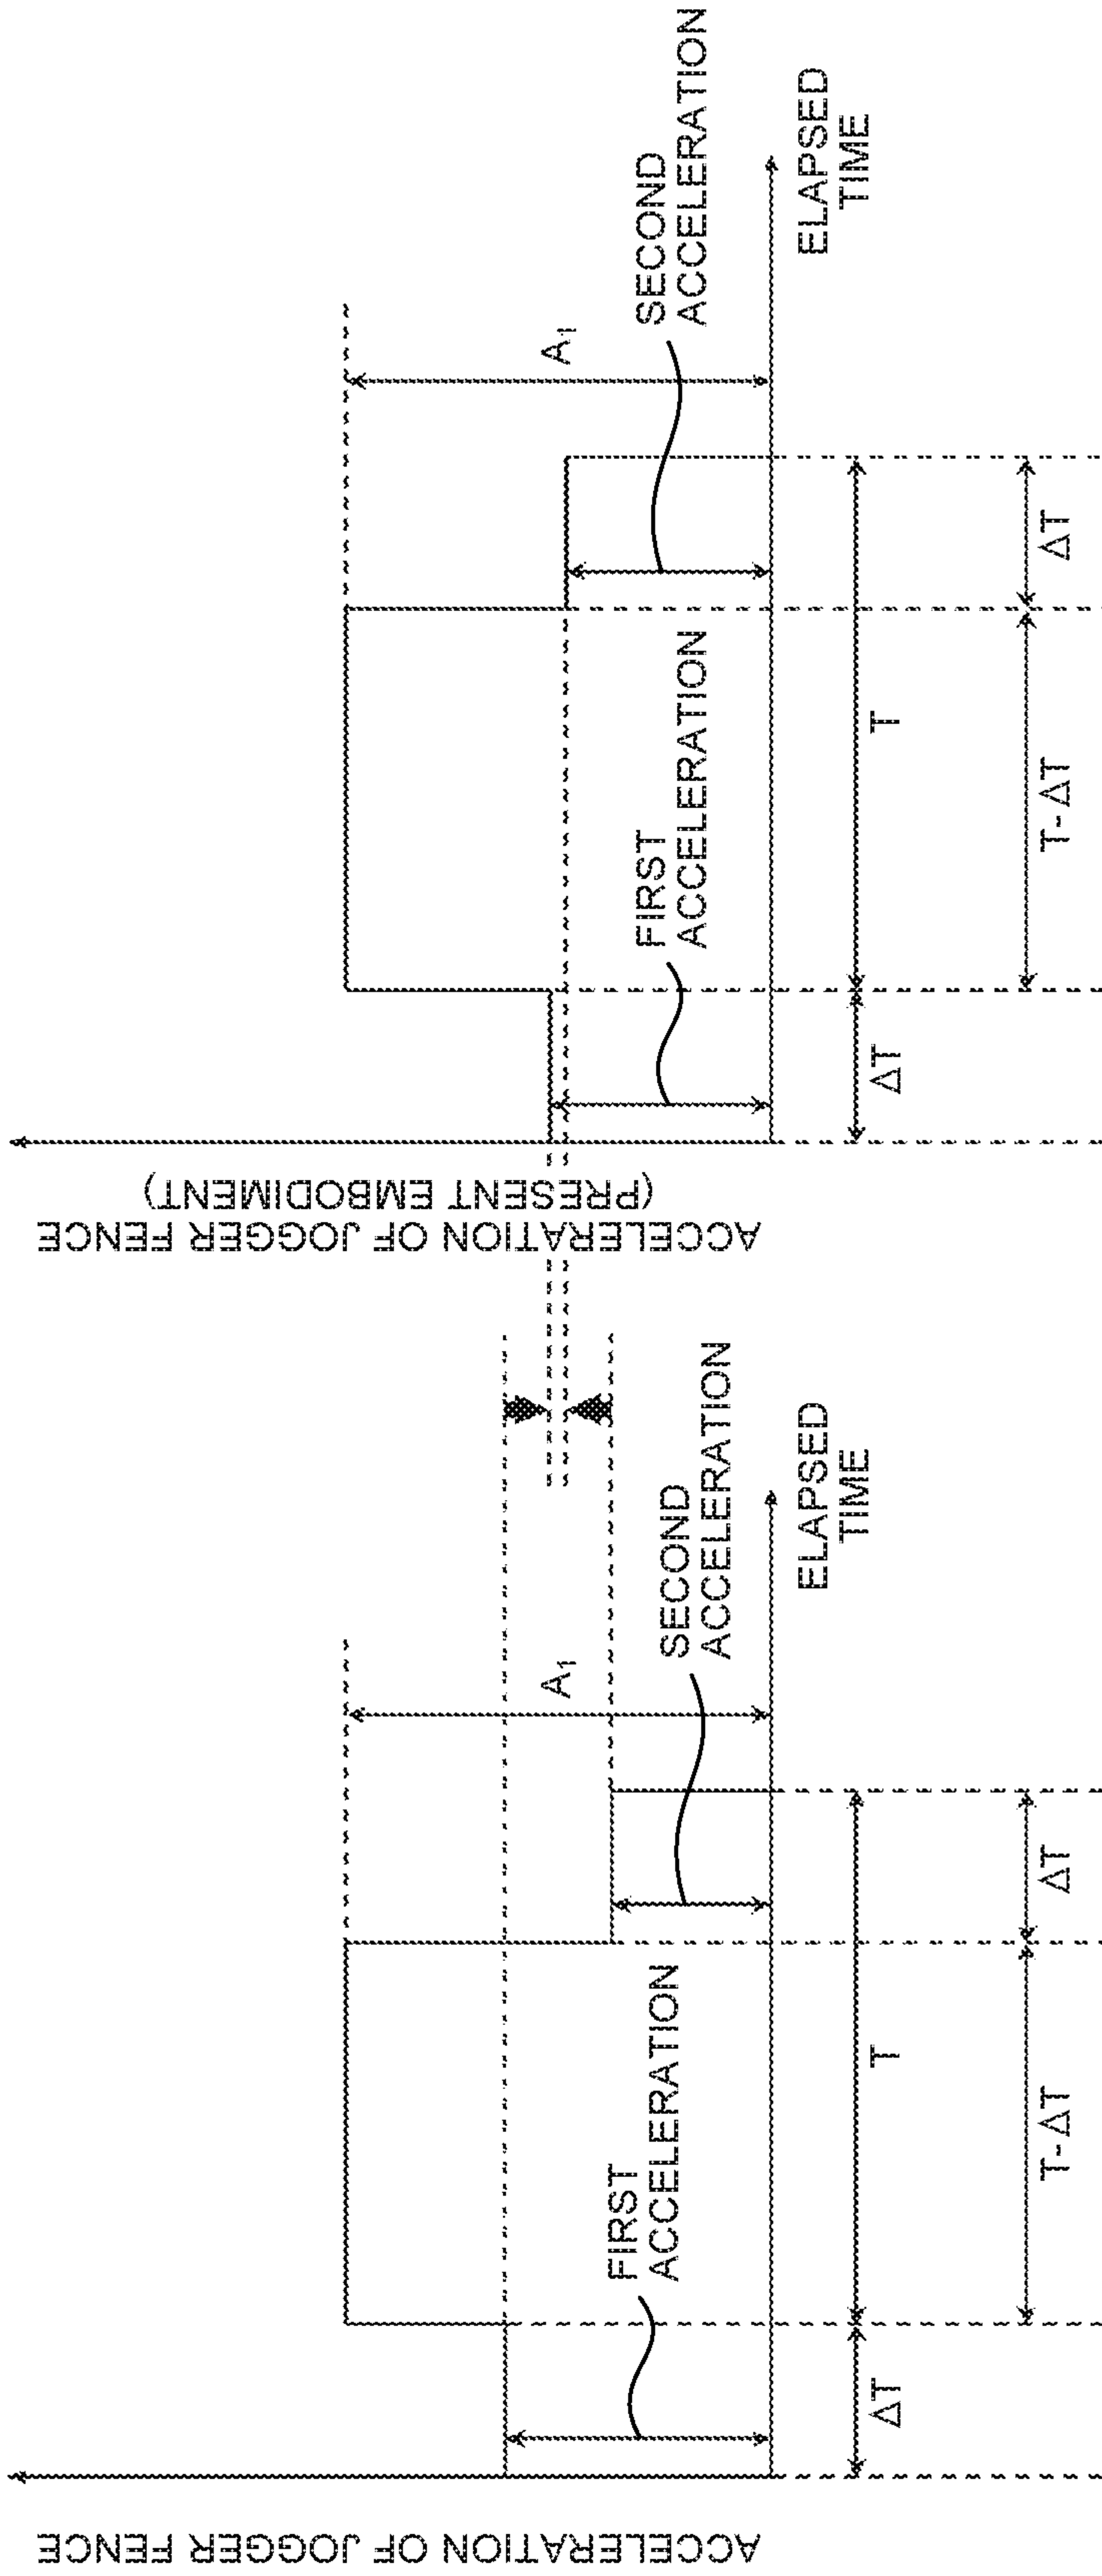 ACCELERATION OF JOGGER FENCE
FIRST
ACCELERATION
SECOND
ACCELERATION
A1
ELAPSED
TIME
ΔT
T
T-ΔT
ΔT
ACCELERATION OF JOGGER FENCE
(PRESENT EMBODIMENT)
FIRST
ACCELERATION
SECOND
ACCELERATION
A1
ELAPSED
TIME
ΔT
T
T-ΔT
ΔT